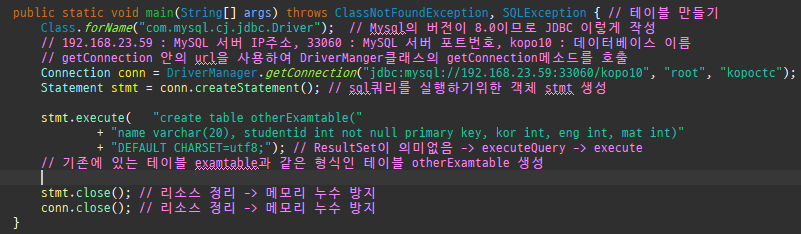 public static void main(String[] args) throws ClassNotFoundException, SQLException { // 테이블 만들기
Class.forName("com.mysql.cj.jdbc.Driver"); // Mysql의 버전이 8.0이므로 JDBC 이렇게 작성
// 192.168.23.59 : MySQL 서버 IP주소, 33060 : MySQL 서버 포트번호, kopo10 : 데이터베이스 이름
// getConnection 안의 url을 사용하여 DriverManger클래스의 getConnection메소드를 호출
Connection conn = DriverManager.getConnection("jdbc:mysql://192.168.23.59:33060/kopo10", "root", "kopoctc");
Statement stmt = conn.createStatement(); // sql쿼리를 실행하기위한 객체 stmt 생성
stmt.execute( "create table otherExamtable("
+ "name varchar(20), studentid int not null primary key, kor int, eng int, mat int)"
+ "DEFAULT CHARSET=utf8;"); // ResultSet이 의미없음 -> executeQuery -> execute
// 기존에 있는 테이블 examtable과 같은 형식인 테이블 otherExamtable 생성
stmt.close(); // 리소스 정리 -> 메모리 누수 방지
conn.close(); // 리소스 정리 -> 메모리 누수 방지
}